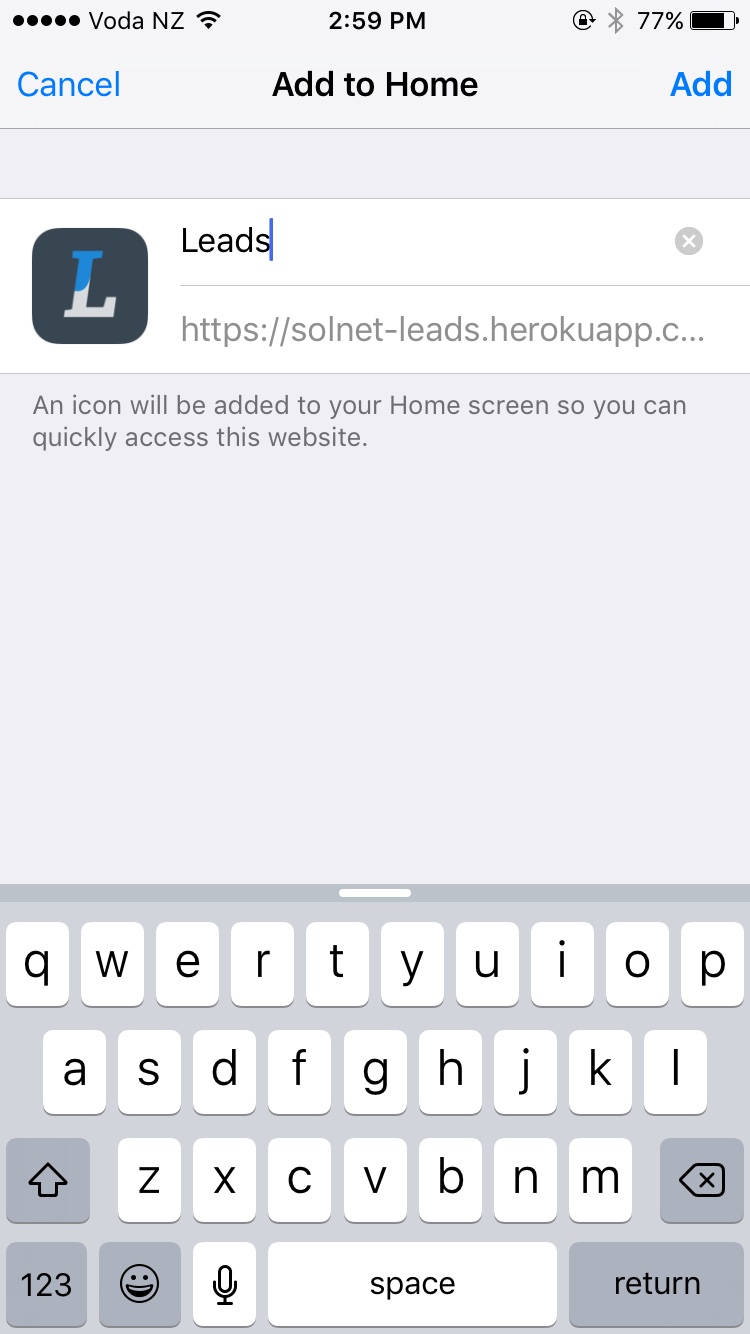 Voda NZ 2:59 PM 77%
Cancel Add to Home Add
L
Leads
https://solnet-leads.herokuapp.c...
An icon will be added to your Home screen so you can
quickly access this website.
q w e r t y u i o p
a s d f g h j k l
z x c v b n m
123 space return